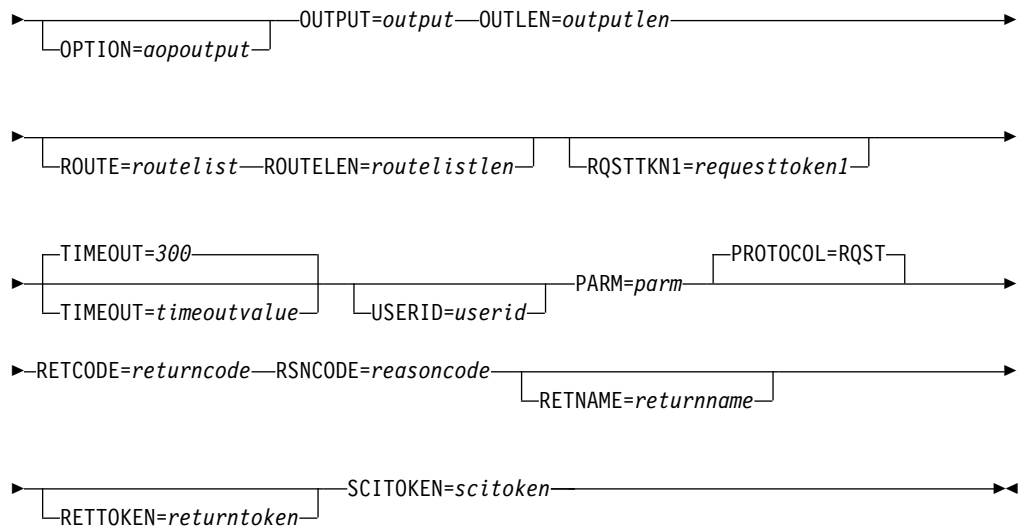 OUTPUT=output OUTLEN=outputlen
OPTION=aopoutput
ROUTE=routelist ROUTELEN=routelistlen RQSTTKN1=requesttoken1
TIMEOUT=300 PROTOCOL=RQST
PARM=parm
TIMEOUT=timeoutvalue USERID=userid
RETCODE=returncode RSNCODE=reasoncode
RETNAME=returnname
SCITOKEN=scitoken
RETTOKEN=returntoken